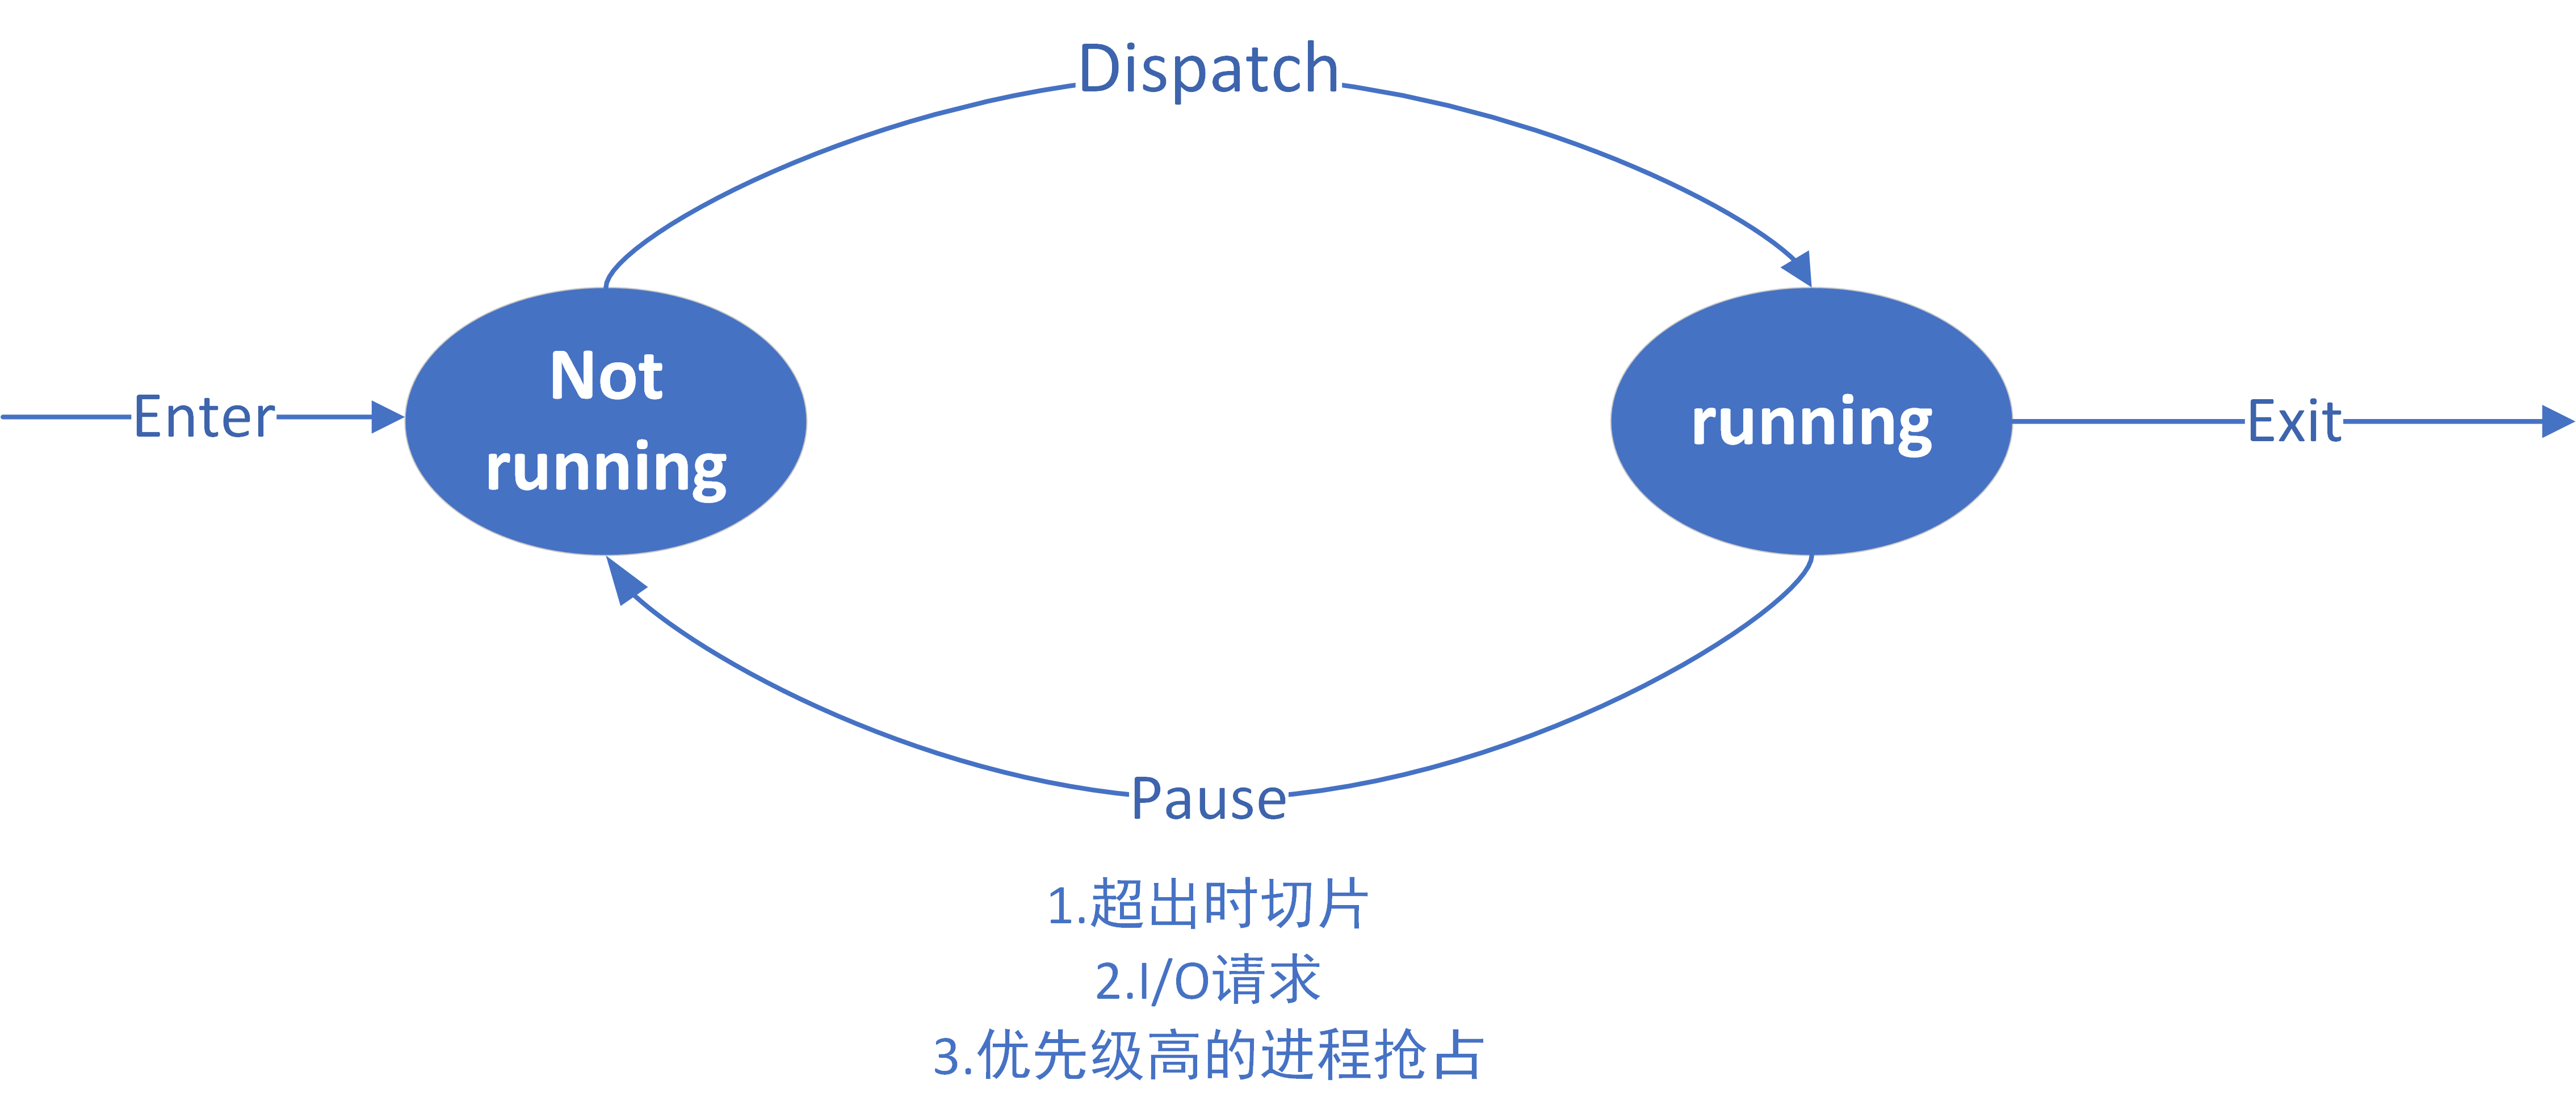 Dispatch
Not
running
running
Enter
Exit
Pause
1.超出时切片
2.I/O请求
3.优先级高的进程抢占